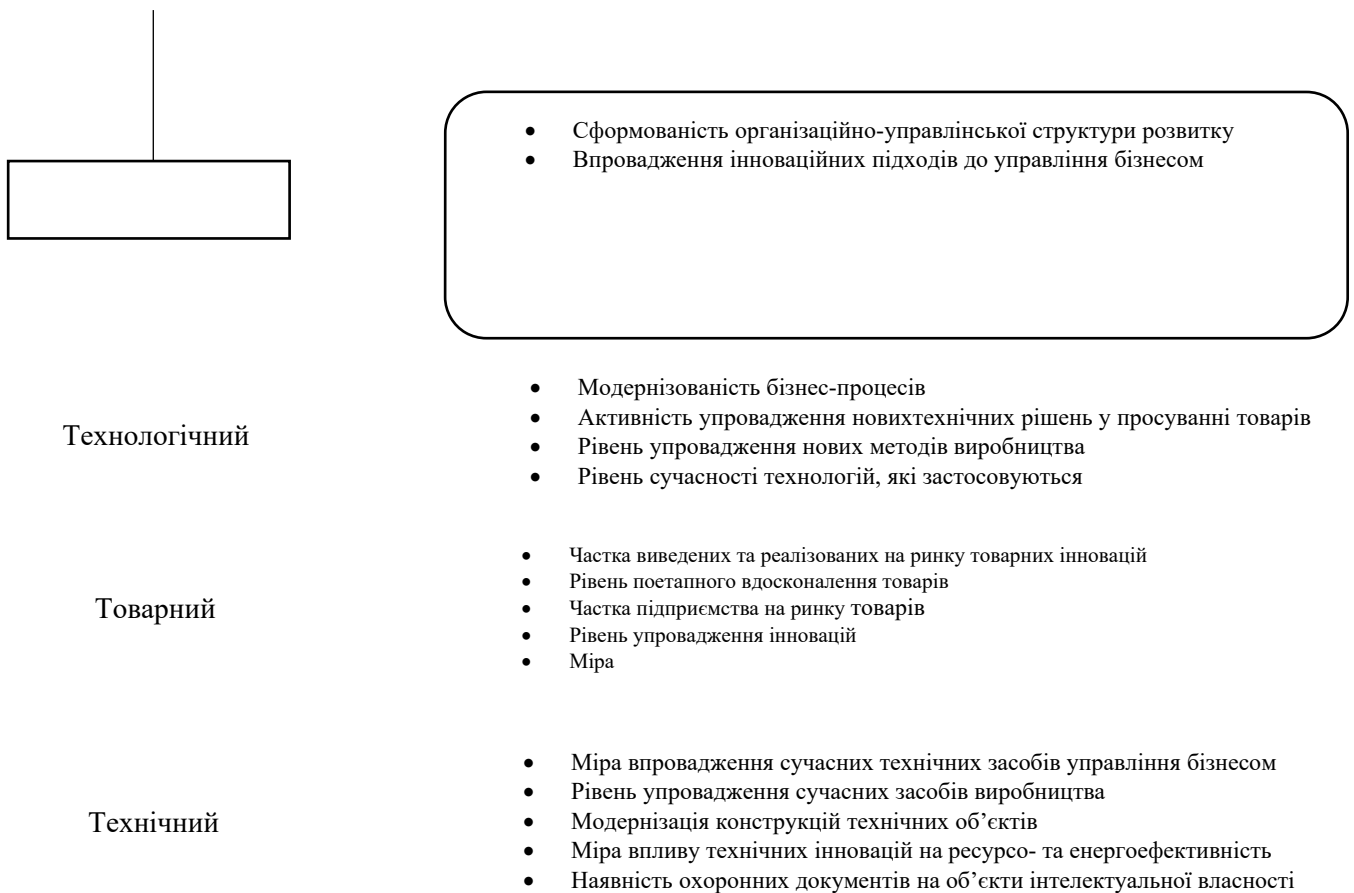 • Сформованість організаційно-управлінської структури розвитку
• Впровадження інноваційних підходів до управління бізнесом
Технологічний
• Модернізованість бізнес-процесів
• Активність упровадження новихтехнічних рішень у просуванні товарів
• Рівень упровадження нових методів виробництва
• Рівень сучасності технологій, які застосовуються
Товарний
• Частка виведених та реалізованих на ринку товарних інновацій
• Рівень поетапного вдосконалення товарів
• Частка підприємства на ринку товарів
• Рівень упровадження інновацій
• Міра
Технічний
• Міра впровадження сучасних технічних засобів управління бізнесом
• Рівень упровадження сучасних засобів виробництва
• Модернізація конструкцій технічних об’єктів
• Міра впливу технічних інновацій на ресурсо- та енергоефективність
• Наявність охоронних документів на об’єкти інтелектуальної власності